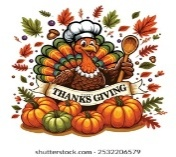 THANKS GIVING
shutterstock.com · 2532206579